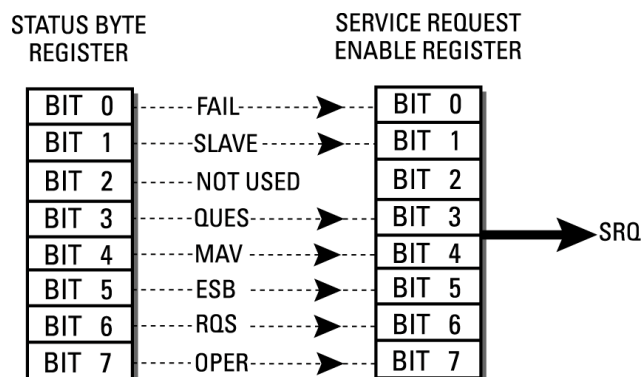 STATUS BYTE
REGISTER
SERVICE REQUEST
ENABLE REGISTER
BIT 0 FAIL BIT 0
BIT 1 SLAVE BIT 1
BIT 2 NOT USED BIT 2
BIT 3 QUES BIT 3
SRQ
BIT 4 MAV BIT 4
BIT 5 ESB BIT 5
BIT 6 RQS BIT 6
BIT 7 OPER BIT 7